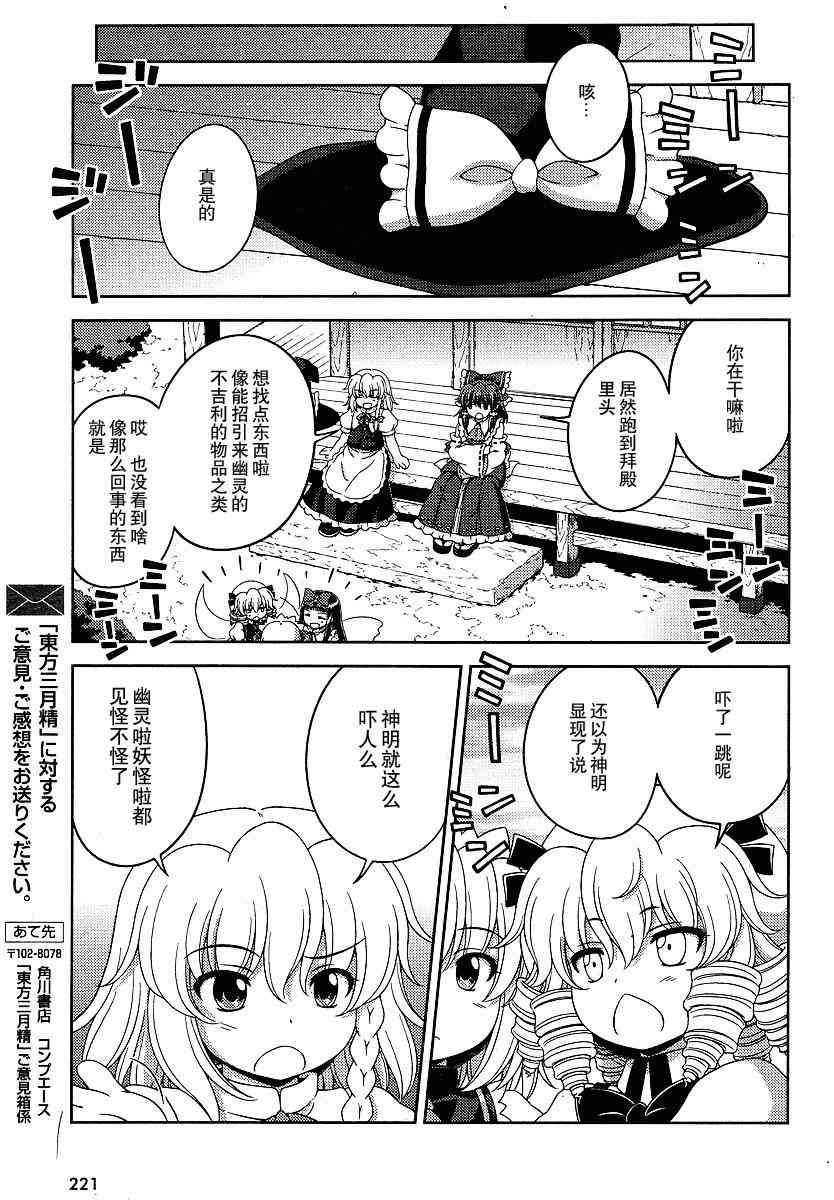 咳
…
真是的
你在干嘛啦
居然跑到拜殿
里头
想找点东西啦
像能招引来幽灵的
不吉利的物品之类
哎 也没看到啥
像那么回事的东西
就是
吓了一跳呢
还以为神明
显现了说
神明就这么
吓人么
幽灵啦妖怪啦都
见怪不怪了
「東方三月精」に対する
ご意見・ご感想をお送りください。
あて先
〒102-8078
角川書店 コンプエース
「東方三月精」ご意見箱係
221